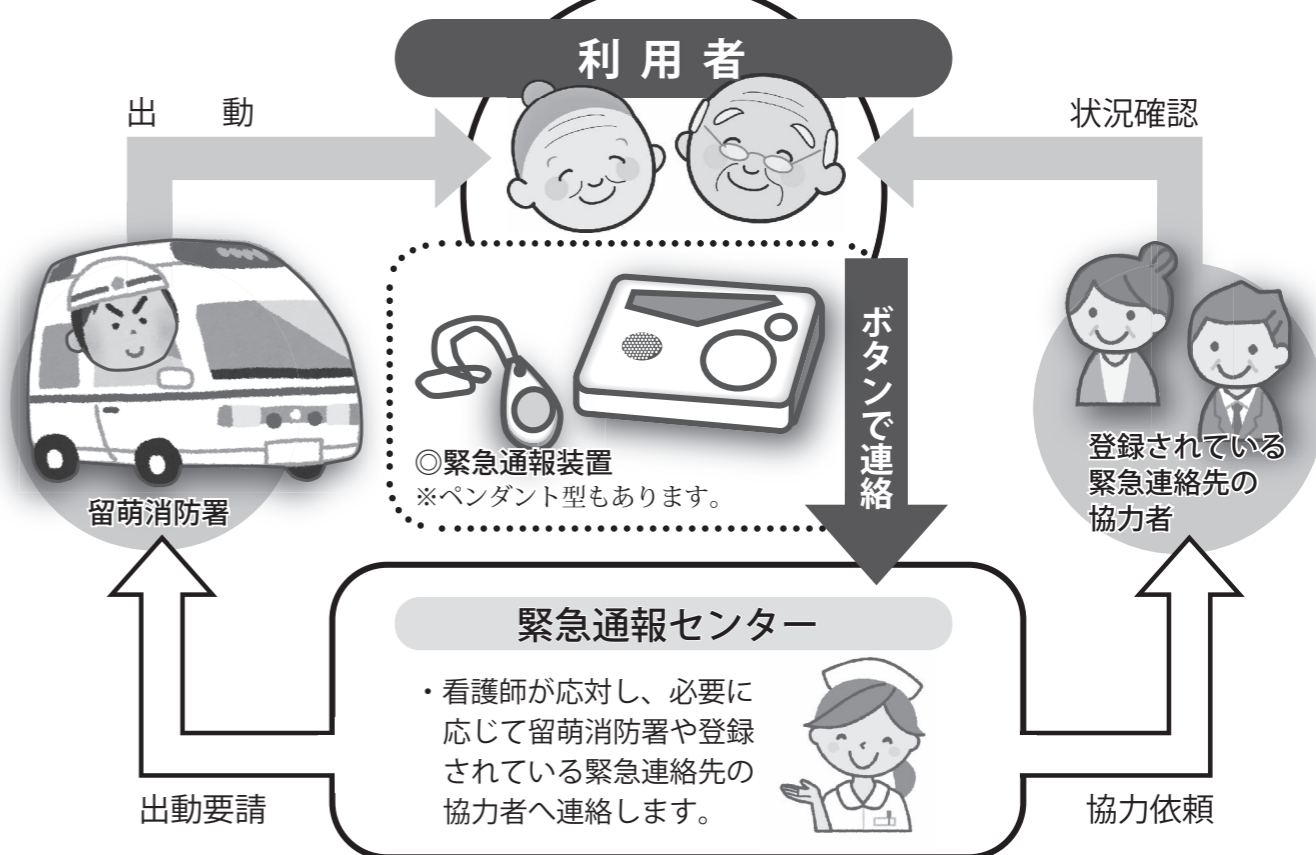 利用者
出　動
状況確認
ボタンで連絡
◎緊急通報装置
※ペンダント型もあります。
留萌消防署
登録されている
緊急連絡先の
協力者
緊急通報センター
・看護師が応対し、必要に
応じて留萌消防署や登録
されている緊急連絡先の
協力者へ連絡します。
出動要請
協力依頼